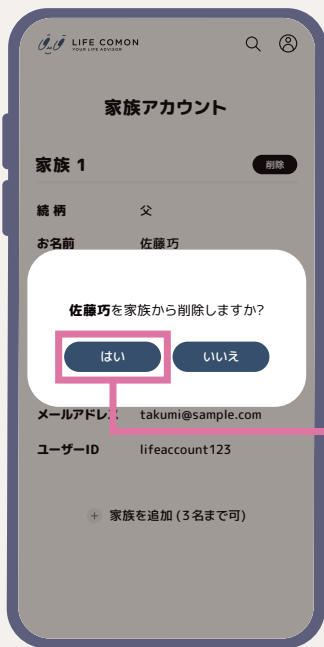 LIFE COMON
YOUR LIFE ADVISOR
家族アカウント
家族 1
削除
続 柄
父
お名前
佐藤巧
佐藤巧を家族から削除しますか?
はい
いいえ
メールアドレス
takumi@sample.com
ユーザーID
lifeaccount123
+ 家族を追加 (3名まで可)